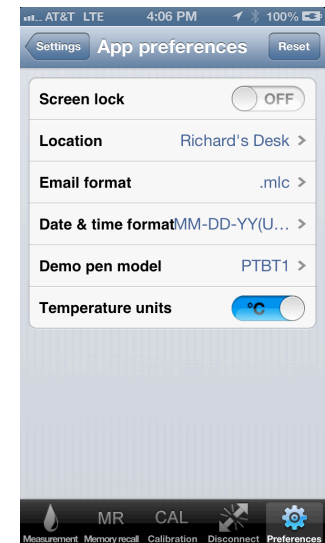 AT&T LTE 4:06 PM 100%
Settings App preferences Reset
Screen lock OFF
Location Richard's Desk >
Email format .mlc >
Date & time format MM-DD-YY(U... >
Demo pen model PTBT1 >
Temperature units °C
MR CAL
Measurement Memory recall Calibration Disconnect Preferences